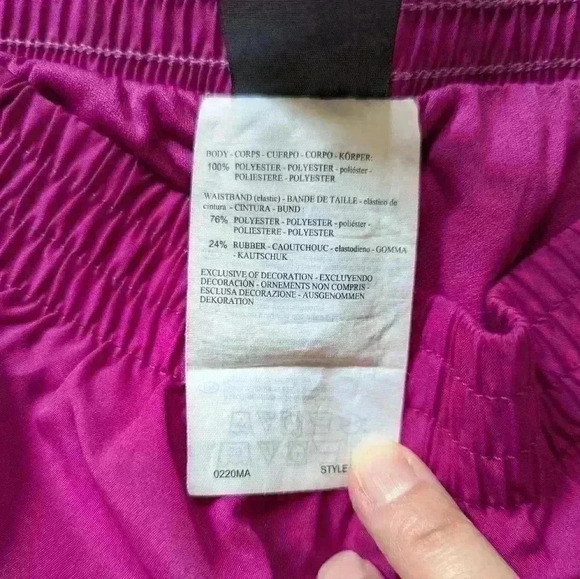 BODY - CORPS - CUERPO - CORPO - KÖRPER
100% POLYESTER - POLYESTER - poliéster -
POLIESTERE - POLYESTER
WAISTBAND (elastic) - BANDE DE TAILLE - elástico de
cintura - CINTURA - BUND :
76% POLYESTER - POLYESTER - poliéster -
POLIESTERE - POLYESTER
24% RUBBER - CAOUTCHOUC - elastodieno - GOMMA
- KAUTSCHUK
EXCLUSIVE OF DECORATION - EXCLUYENDO
DECORACIÓN - ORNEMENTS NON COMPRIS -
ESCLUSA DECORAZIONE - AUSGENOMMEN
DEKORATION
0220MA STYLE